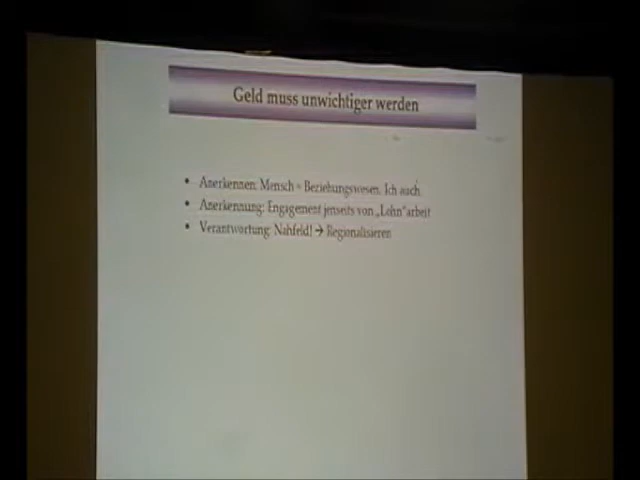 Geld muss unwichtiger werden
• Anerkennen: Mensch = Beziehungswesen. Ich auch
• Anerkennung: Engagement jenseits von „Lohn“arbeit
• Verantwortung: Nahfeld! → Regionalisieren